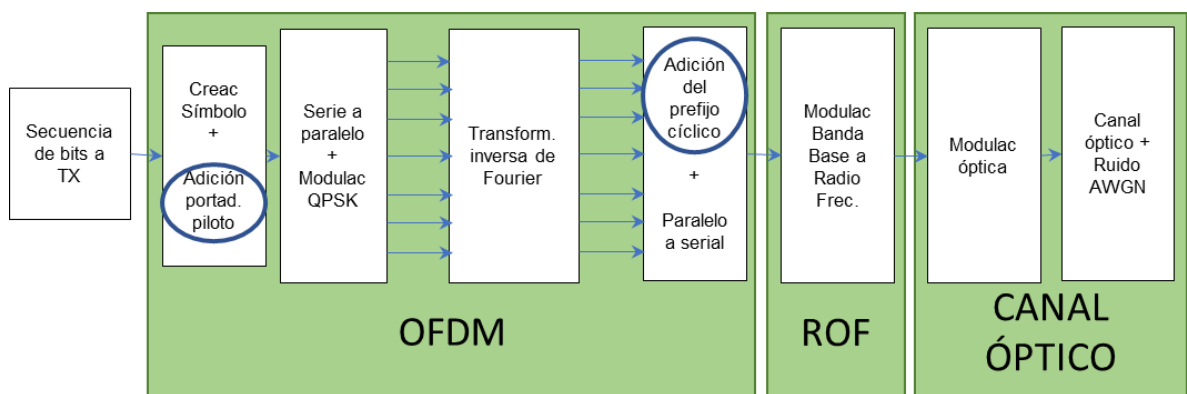 Secuencia
de bits a
TX
Creac
Símbolo
+
Adición
portad.
piloto
Serie a
paralelo
+
Modulac
QPSK
Transform.
inversa de
Fourier
Adición
del
prefijo
cíclico
+
Paralelo
a serial
OFDM
Modulac
Banda
Base a
Radio
Frec.
ROF
Modulac
óptica
Canal
óptico +
Ruido
AWGN
CANAL
ÓPTICO